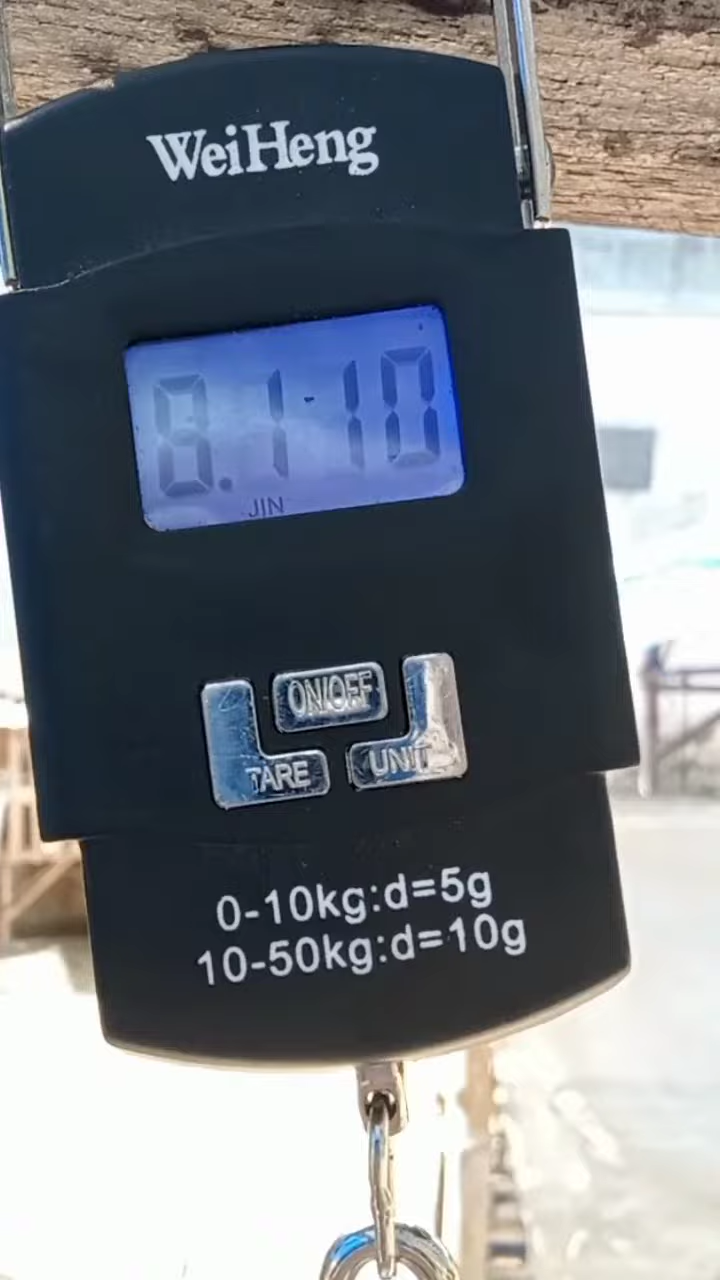 WeiHeng
8.110
JIN
ON/OFF
TARE
UNIT
0-10kg:d=5g
10-50kg:d=10g